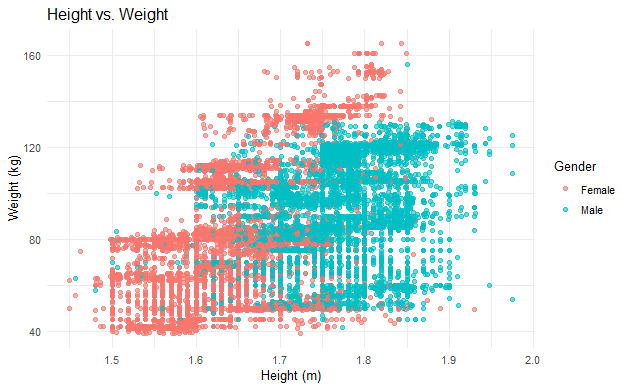 Height vs. Weight
160
120
80
40
Weight (kg)
1.5 1.6 1.7 1.8 1.9 2.0
Height (m)
Gender
Female
Male